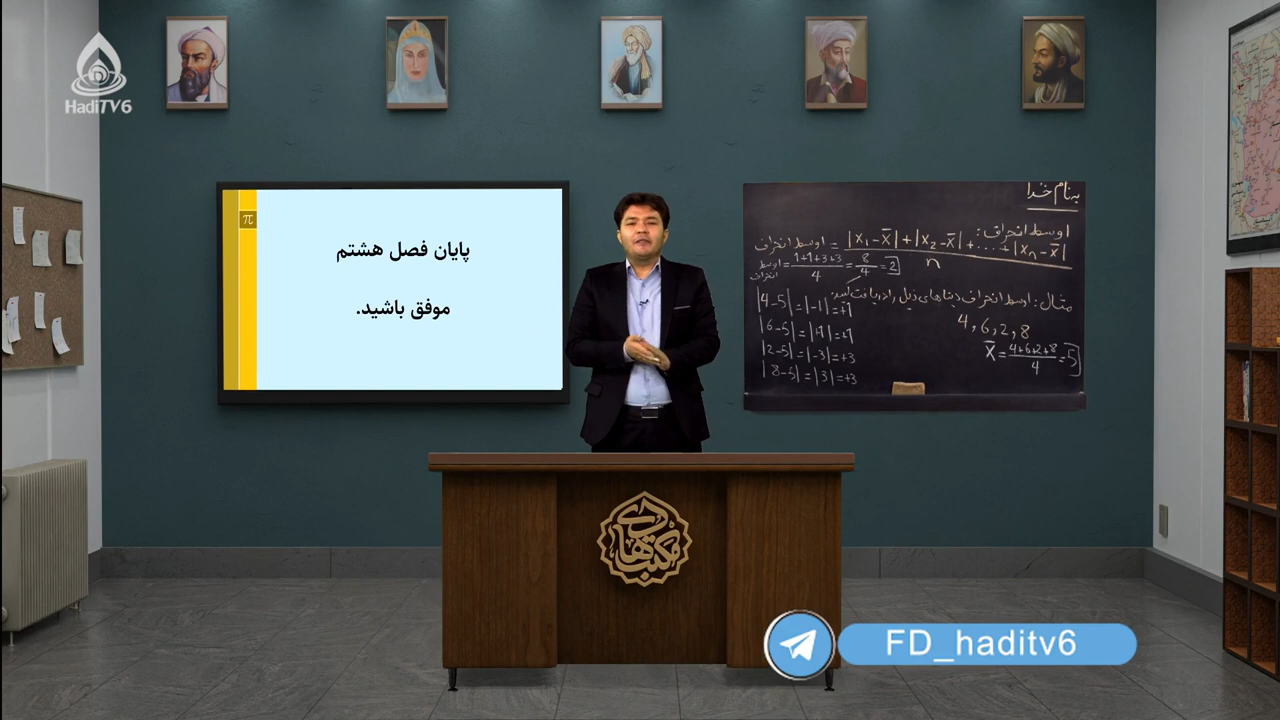 HadiTV6
π
پایان فصل هشتم
موفق باشید.
بنام خدا
اوسط انحراف:
اوسط انحراف = |x₁-x̄|+|x₂-x̄|+....+|xₙ-x̄| / n
اوسط انحراف = 1+1+3+3 / 4 = 8/4 = 2
مثال: اوسط انحراف دیتاهای ذیل را دریافت کنید.
4, 6, 2, 8
x̄ = 4+6+2+8 / 4 = 5
|4-5|=|-1|=+1
|6-5|=|1|=+1
|2-5|=|-3|=+3
|8-5|=|3|=+3
مکتب هادی
FD_haditv6